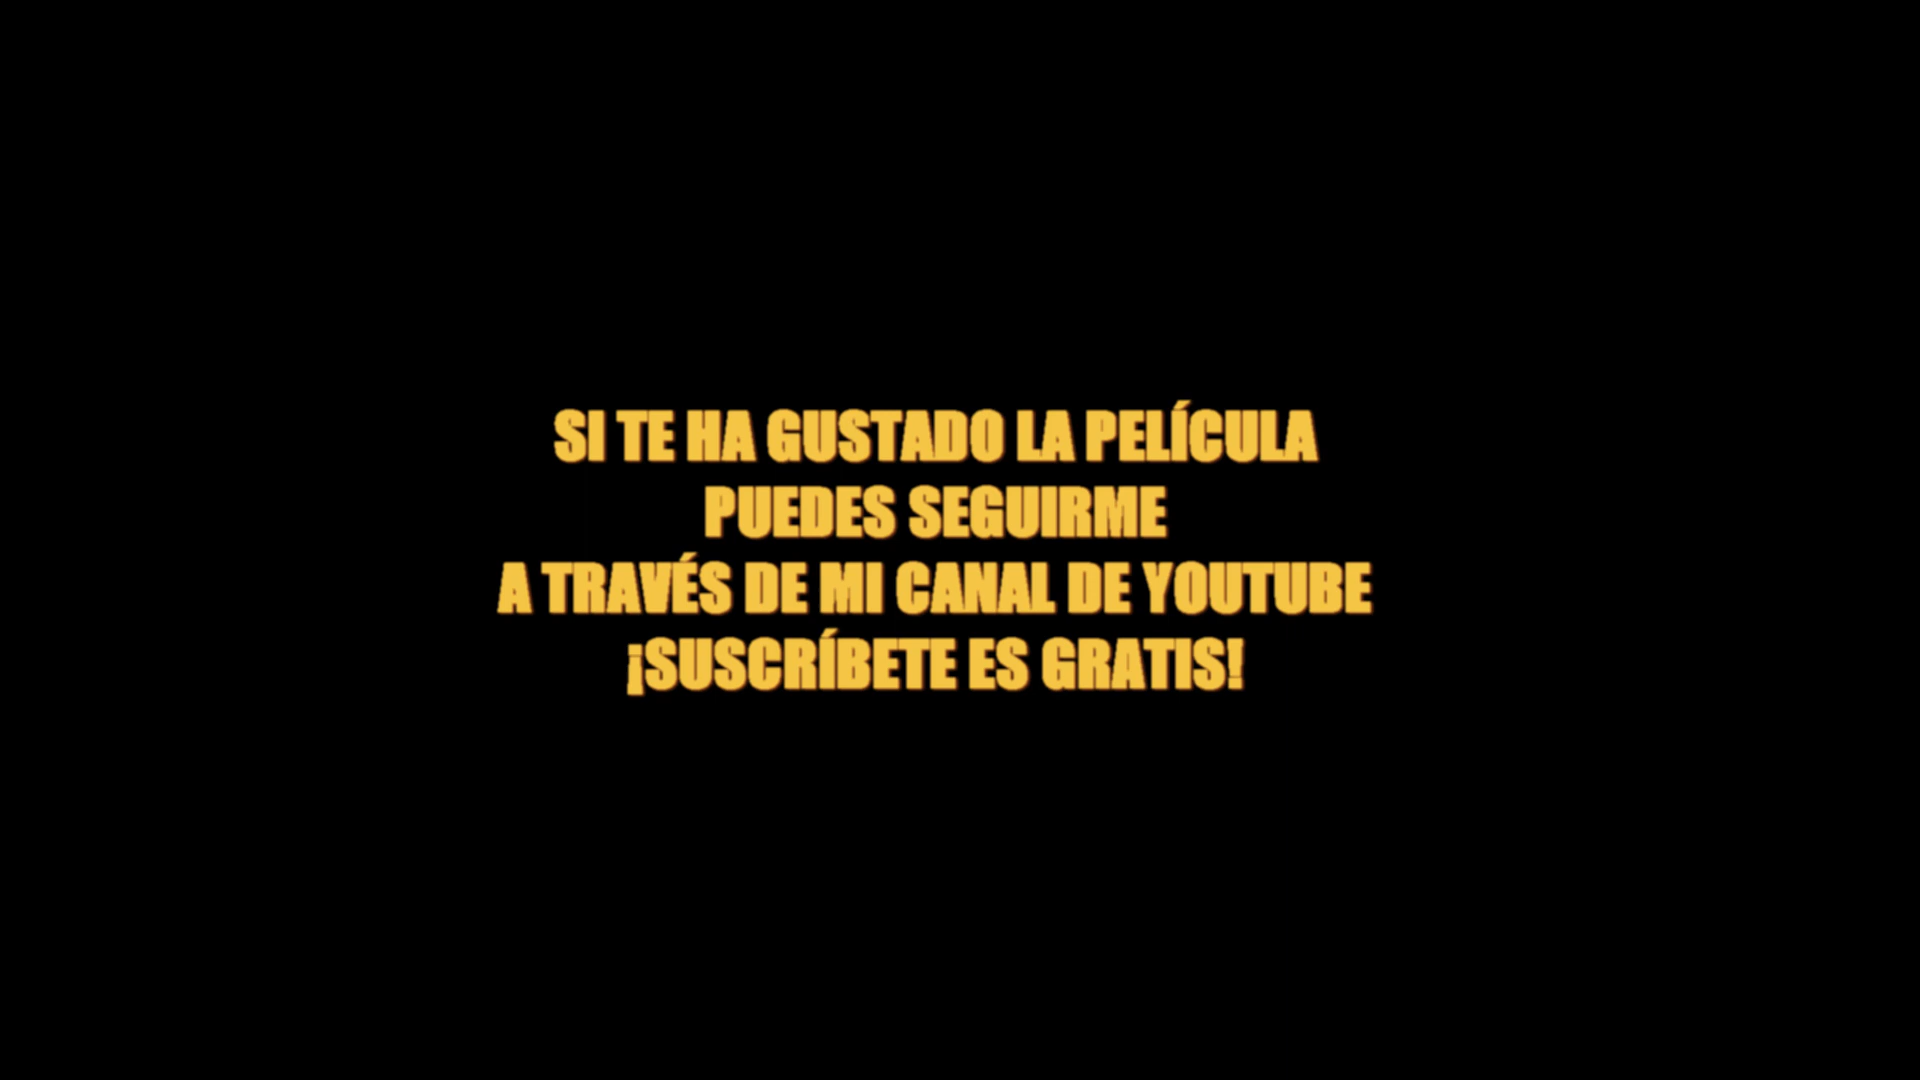 SI TE HA GUSTADO LA PELÍCULA
PUEDES SEGUIRME
A TRAVÉS DE MI CANAL DE YOUTUBE
¡SUSCRÍBETE ES GRATIS!